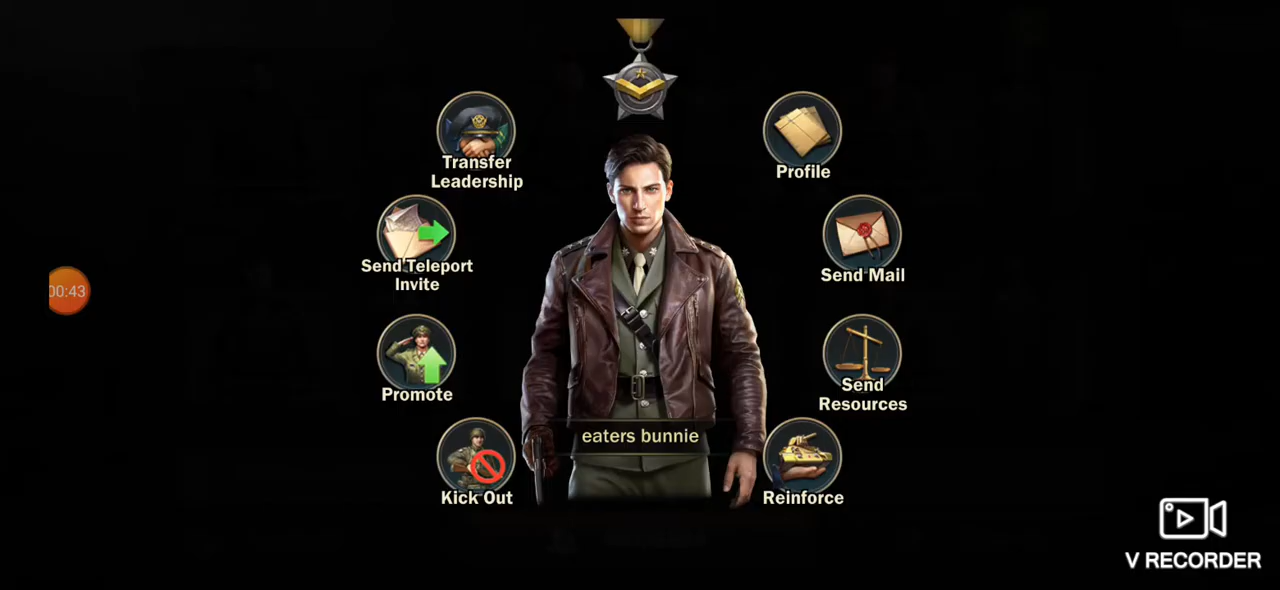 Transfer
Leadership
Profile
Send Teleport
Invite
Send Mail
00:43
Promote
Send
Resources
eaters bunnie
Kick Out
Reinforce
V RECORDER